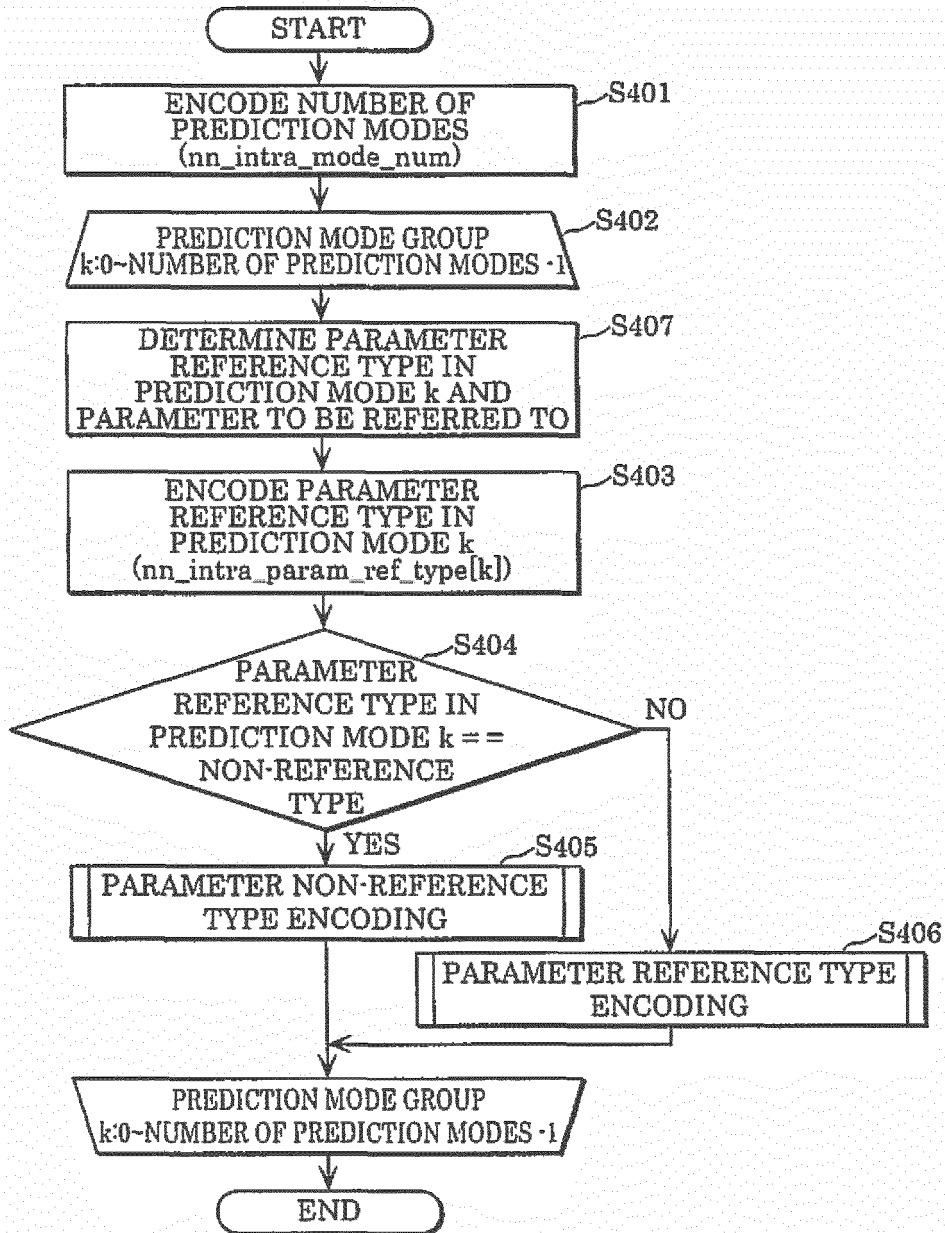 START
S401
ENCODE NUMBER OF
PREDICTION MODES
(nn_intra_mode_num)
S402
PREDICTION MODE GROUP
k:0~NUMBER OF PREDICTION MODES -1
S407
DETERMINE PARAMETER
REFERENCE TYPE IN
PREDICTION MODE k AND
PARAMETER TO BE REFERRED TO
S403
ENCODE PARAMETER
REFERENCE TYPE IN
PREDICTION MODE k
(nn_intra_param_ref_type[k])
S404
PARAMETER
REFERENCE TYPE IN
PREDICTION MODE k ==
NON-REFERENCE
TYPE
NO
YES
S405
PARAMETER NON-REFERENCE
TYPE ENCODING
S406
PARAMETER REFERENCE TYPE
ENCODING
PREDICTION MODE GROUP
k:0~NUMBER OF PREDICTION MODES -1
END